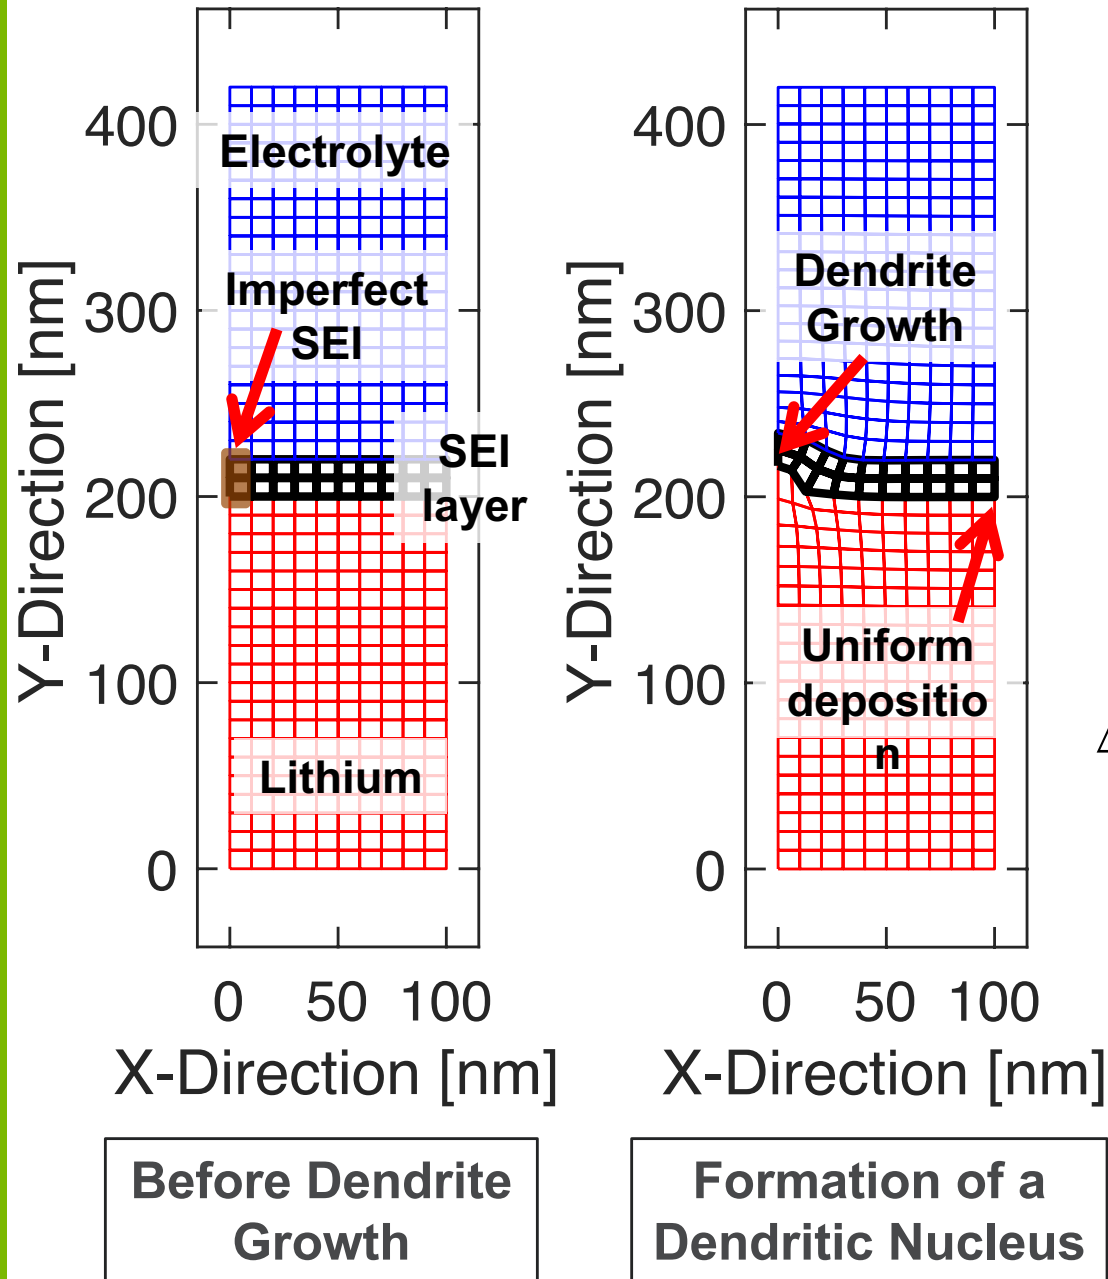 400
300
200
100
0
Y-Direction [nm]
Electrolyte
Imperfect
SEI
SEI
layer
Lithium
0 50 100
X-Direction [nm]
Before Dendrite
Growth
400
300
200
100
0
Y-Direction [nm]
Dendrite
Growth
Uniform
depositio
n
0 50 100
X-Direction [nm]
Formation of a
Dendritic Nucleus